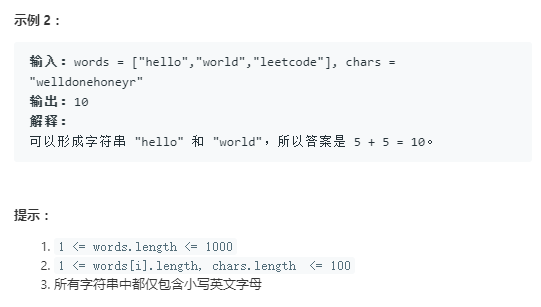 示例 2：
输入：words = ["hello","world","leetcode"], chars =
"welldonehoneyr"
输出：10
解释：
可以形成字符串 "hello" 和 "world"，所以答案是 5 + 5 = 10。
提示：
1. 1 <= words.length <= 1000
2. 1 <= words[i].length, chars.length <= 100
3. 所有字符串中都仅包含小写英文字母